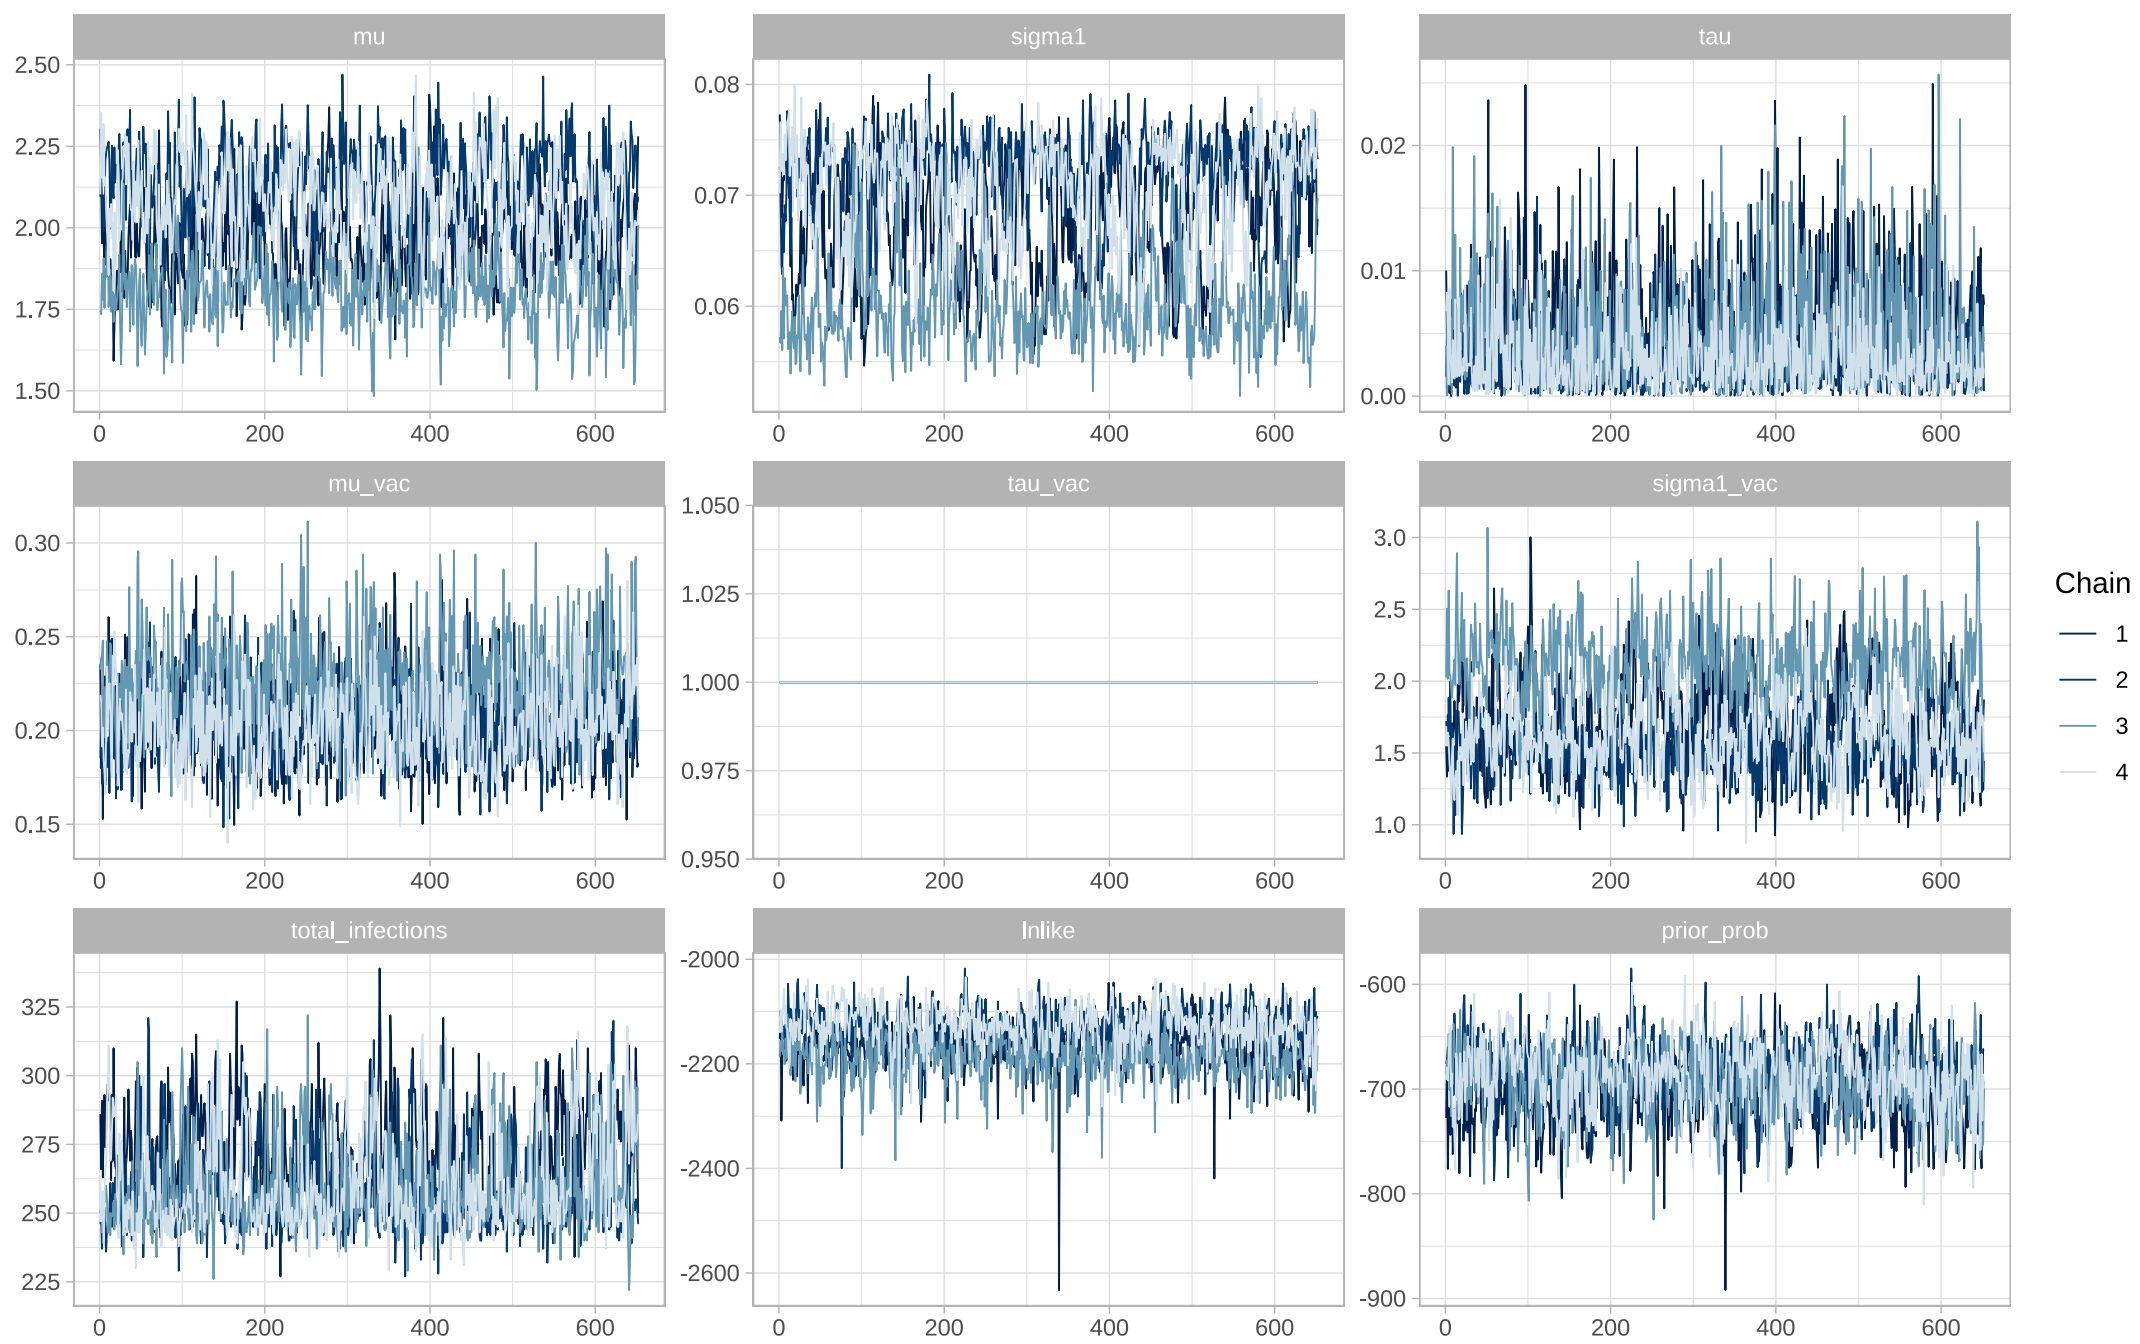 mu
sigma1
tau
2.50
2.25
2.00
1.75
1.50
0.08
0.07
0.06
0.02
0.01
0.00
0 200 400 600
0 200 400 600
0 200 400 600
mu_vac
tau_vac
sigma1_vac
0.30
0.25
0.20
0.15
1.050
1.025
1.000
0.975
0.950
3.0
2.5
2.0
1.5
1.0
0 200 400 600
0 200 400 600
0 200 400 600
total_infections
lnlike
prior_prob
325
300
275
250
225
-2000
-2200
-2400
-2600
-600
-700
-800
-900
0 200 400 600
0 200 400 600
0 200 400 600
Chain
1
2
3
4